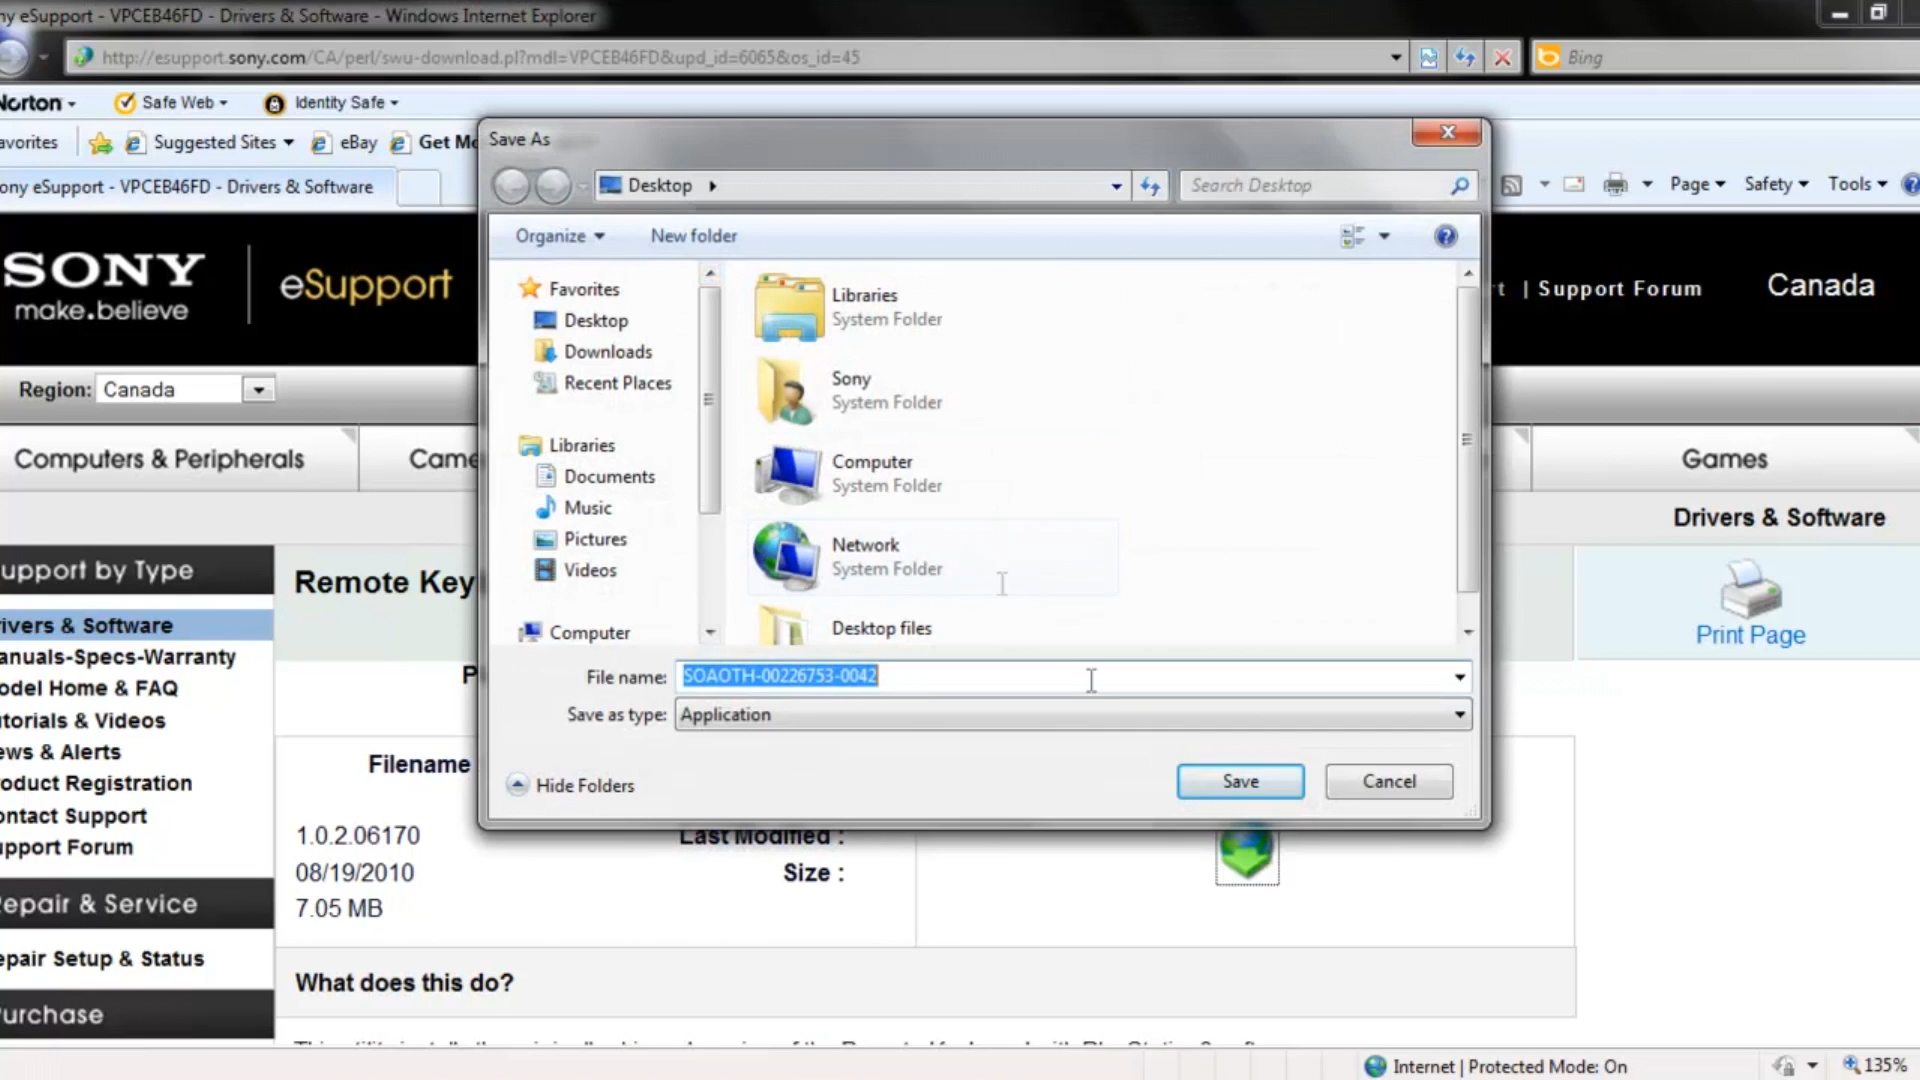 ny eSupport - VPCEB46FD - Drivers & Software - Windows Internet Explorer
http://esupport.sony.com/CA/perl/swu-download.pl?mdl=VPCEB46FD&upd_id=6065&os_id=45
Bing
Norton
Safe Web
Identity Safe
avorites
Suggested Sites
eBay
Get Mo
ony eSupport - VPCEB46FD - Drivers & Software
Page
Safety
Tools
Save As
Desktop
Search Desktop
Organize
New folder
Favorites
Desktop
Downloads
Recent Places
Libraries
Documents
Music
Pictures
Videos
Computer
Libraries
System Folder
Sony
System Folder
Computer
System Folder
Network
System Folder
Desktop files
File name: SOAOTH-00226753-0042
Save as type: Application
Hide Folders
Save
Cancel
SONY
make.believe
eSupport
rt | Support Forum
Canada
Region: Canada
Computers & Peripherals
Came
Games
Drivers & Software
upport by Type
rivers & Software
anuals-Specs-Warranty
odel Home & FAQ
utorials & Videos
ews & Alerts
roduct Registration
ontact Support
upport Forum
epair & Service
epair Setup & Status
urchase
Remote Key
Print Page
P
Filename
1.0.2.06170
Last Modified :
08/19/2010
Size :
7.05 MB
What does this do?
Internet | Protected Mode: On
135%